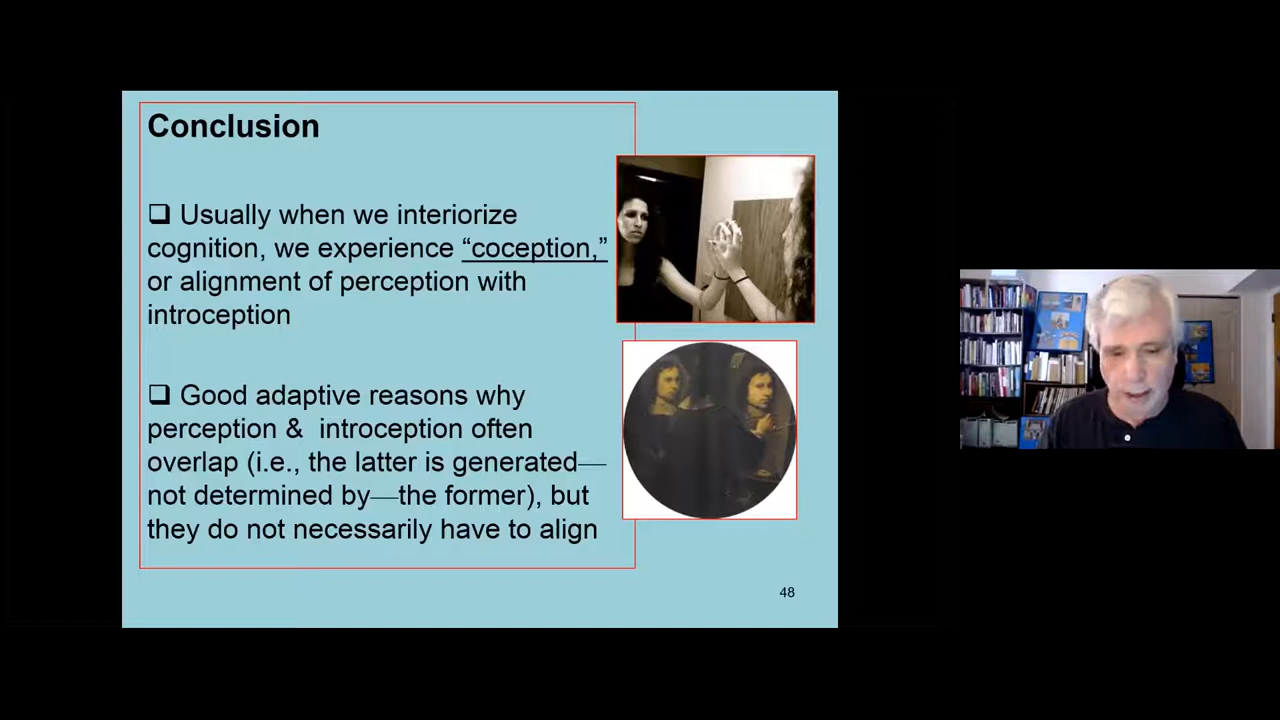 Conclusion
❑ Usually when we interiorize
cognition, we experience “coception,”
or alignment of perception with
introception
❑ Good adaptive reasons why
perception & introception often
overlap (i.e., the latter is generated—
not determined by—the former), but
they do not necessarily have to align
48